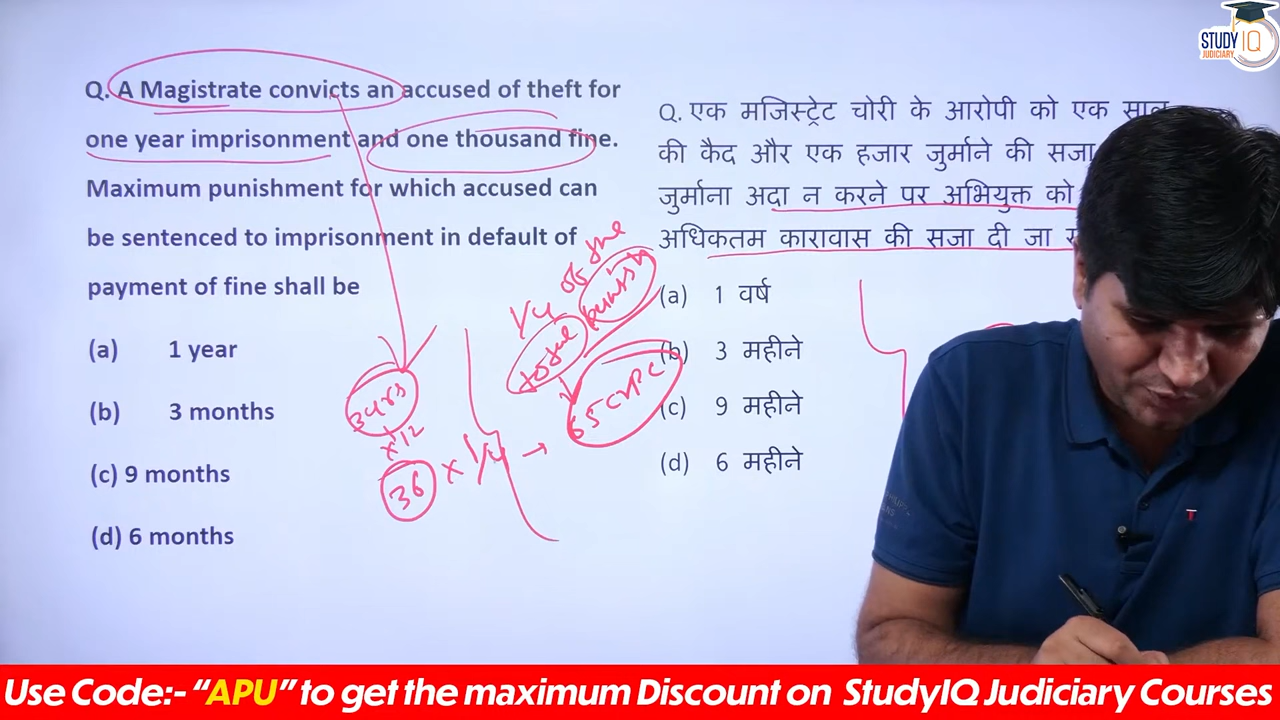 STUDY IQ
JUDICIARY
Q. A Magistrate convicts an accused of theft for
one year imprisonment and one thousand fine.
Maximum punishment for which accused can
be sentenced to imprisonment in default of
payment of fine shall be
(a) 1 year
(b) 3 months
(c) 9 months
(d) 6 months
Q. एक मजिस्ट्रेट चोरी के आरोपी को एक साल
की कैद और एक हजार जुर्माने की सजा
जुर्माना अदा न करने पर अभियुक्त को
अधिकतम कारावास की सजा दी जा
(a) 1 वर्ष
(b) 3 महीने
(c) 9 महीने
(d) 6 महीने
1/4 of the
3 yrs
x 12
36 x 1/4 →
65 CrPC
Use Code:- “APU” to get the maximum Discount on StudyIQ Judiciary Courses